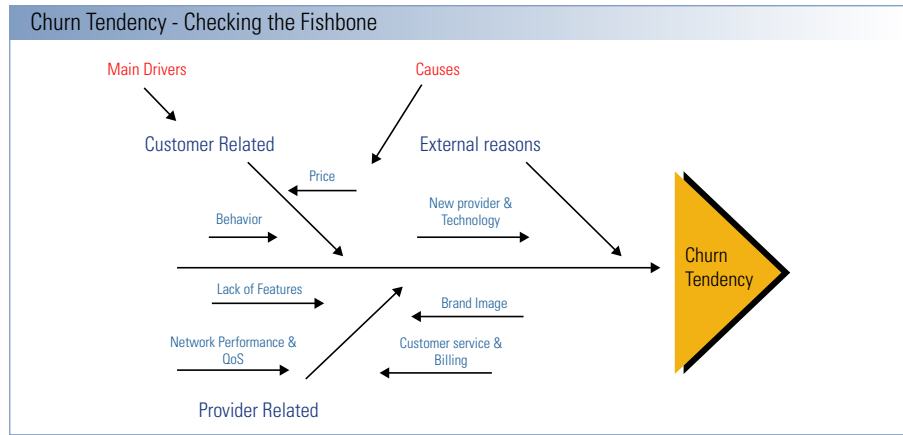 Churn Tendency - Checking the Fishbone
Main Drivers
Causes
Customer Related
External reasons
Price
New provider &
Technology
Behavior
Churn
Tendency
Lack of Features
Brand Image
Network Performance &
QoS
Customer service &
Billing
Provider Related